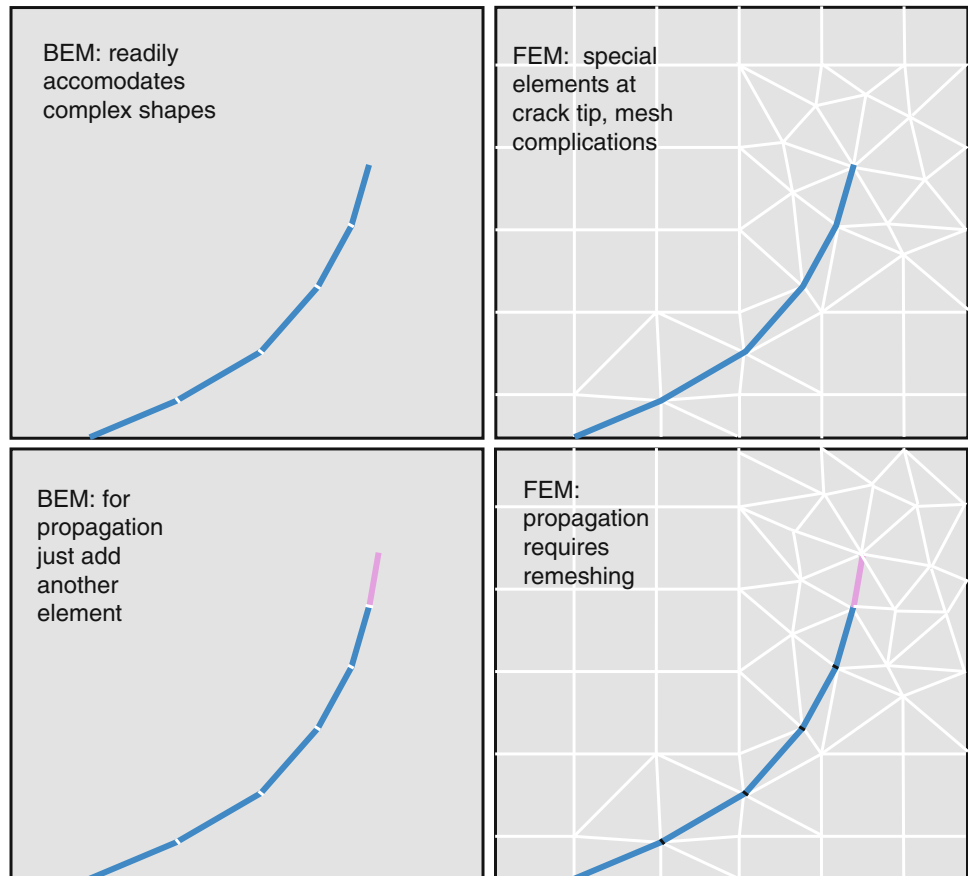 BEM: readily
accomodates
complex shapes
FEM:  special
elements at
crack tip, mesh
complications
BEM: for
propagation
just add
another
element
FEM:
propagation
requires
remeshing